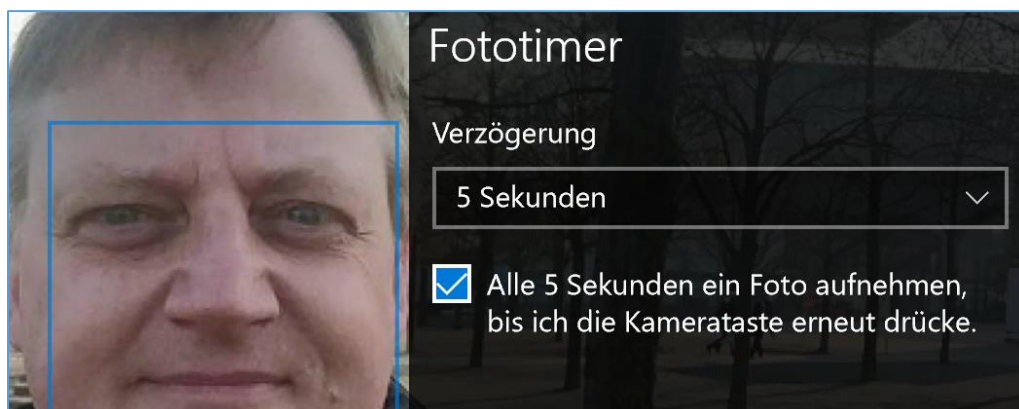 Fototimer
Verzögerung
5 Sekunden
Alle 5 Sekunden ein Foto aufnehmen,
bis ich die Kamerataste erneut drücke.